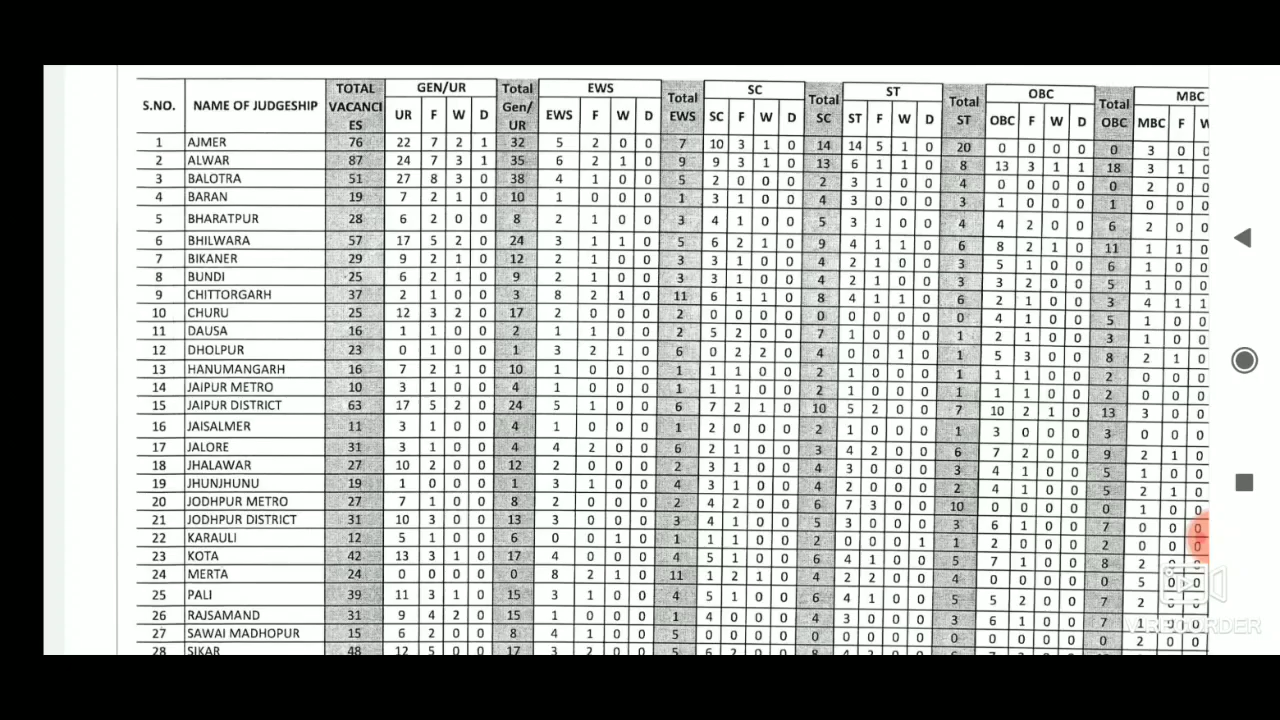 S.NO. NAME OF JUDGESHIP TOTAL VACANCIES GEN/UR Total Gen/UR EWS Total EWS SC Total SC ST Total ST OBC Total OBC MBC
UR F W D EWS F W D SC F W D ST F W D OBC F W D MBC F W
1 AJMER 76 22 7 2 1 32 5 2 0 0 7 10 3 1 0 14 14 5 1 0 20 0 0 0 0 0 3 0 0
2 ALWAR 87 24 7 3 1 35 6 2 1 0 9 9 3 1 0 13 6 1 1 0 8 13 3 1 1 18 3 1 0
3 BALOTRA 51 27 8 3 0 38 4 1 0 0 5 2 0 0 0 2 3 1 0 0 4 0 0 0 0 0 2 0 0
4 BARAN 19 7 2 1 0 10 1 0 0 0 1 3 1 0 0 4 3 0 0 0 3 1 0 0 0 1 0 0 0
5 BHARATPUR 28 6 2 0 0 8 2 1 0 0 3 4 1 0 0 5 3 1 0 0 4 4 2 0 0 6 2 0 0
6 BHILWARA 57 17 5 2 0 24 3 1 1 0 5 6 2 1 0 9 4 1 1 0 6 8 2 1 0 11 1 1 0
7 BIKANER 29 9 2 1 0 12 2 1 0 0 3 3 1 0 0 4 2 1 0 0 3 5 1 0 0 6 1 0 0
8 BUNDI 25 6 2 1 0 9 2 1 0 0 3 3 1 0 0 4 2 1 0 0 3 3 2 0 0 5 1 0 0
9 CHITTORGARH 37 2 1 0 0 3 8 2 1 0 11 6 1 1 0 8 4 1 1 0 6 2 1 0 0 3 4 1 1
10 CHURU 25 12 3 2 0 17 2 0 0 0 2 0 0 0 0 0 0 0 0 0 0 4 1 0 0 5 1 0 0
11 DAUSA 16 1 1 0 0 2 1 1 0 0 2 5 2 0 0 7 1 0 0 0 1 2 1 0 0 3 1 0 0
12 DHOLPUR 23 0 1 0 0 1 3 2 1 0 6 0 2 2 0 4 0 0 1 0 1 5 3 0 0 8 2 1 0
13 HANUMANGARH 16 7 2 1 0 10 1 0 0 0 1 1 1 0 0 2 1 0 0 0 1 1 1 0 0 2 0 0 0
14 JAIPUR METRO 10 3 1 0 0 4 1 0 0 0 1 1 1 0 0 2 1 0 0 0 1 1 1 0 0 2 0 0 0
15 JAIPUR DISTRICT 63 17 5 2 0 24 5 1 0 0 6 7 2 1 0 10 5 2 0 0 7 10 2 1 0 13 3 0 0
16 JAISALMER 11 3 1 0 0 4 1 0 0 0 1 2 0 0 0 2 1 0 0 0 1 3 0 0 0 3 0 0 0
17 JALORE 31 3 1 0 0 4 4 2 0 0 6 2 1 0 0 3 4 2 0 0 6 7 2 0 0 9 2 1 0
18 JHALAWAR 27 10 2 0 0 12 2 0 0 0 2 3 1 0 0 4 3 0 0 0 3 4 1 0 0 5 1 0 0
19 JHUNJHUNU 19 1 0 0 0 1 3 1 0 0 4 4 0 0 0 4 2 0 0 0 2 4 1 0 0 5 2 1 0
20 JODHPUR METRO 27 7 1 0 0 8 2 0 0 0 2 4 2 0 0 6 7 3 0 0 10 0 0 0 0 0 1 0 0
21 JODHPUR DISTRICT 31 10 3 0 0 13 3 0 0 0 3 4 1 0 0 5 3 0 0 0 3 6 1 0 0 7 0 0 0
22 KARAULI 12 5 1 0 0 6 0 0 1 0 1 1 1 0 0 2 0 0 0 1 1 2 0 0 0 2 0 0 0
23 KOTA 42 13 3 1 0 17 4 0 0 0 4 5 1 0 0 6 4 1 0 0 5 7 1 0 0 8 2
24 MERTA 24 0 0 0 0 0 8 2 1 0 11 1 2 1 0 4 2 2 0 0 4 0 0 0 0 0 5
25 PALI 39 11 3 1 0 15 3 1 0 0 4 5 1 0 0 6 4 1 0 0 5 5 2 0 0 7 2
26 RAJSAMAND 31 9 4 2 0 15 1 0 0 0 1 4 0 0 0 4 3 0 0 0 3 6 1 0 0 7
27 SAWAI MADHOPUR 15 6 2 0 0 8 4 1 0 0 5 0 0 0 0 0 0 0 0 0 0 0 0 0 0 0 2 0 0
28 SIKAR 48 12 5 0 0 17 3 2 0 0 5 6 2 0 0 8 4 2 0 0
V RECORDER